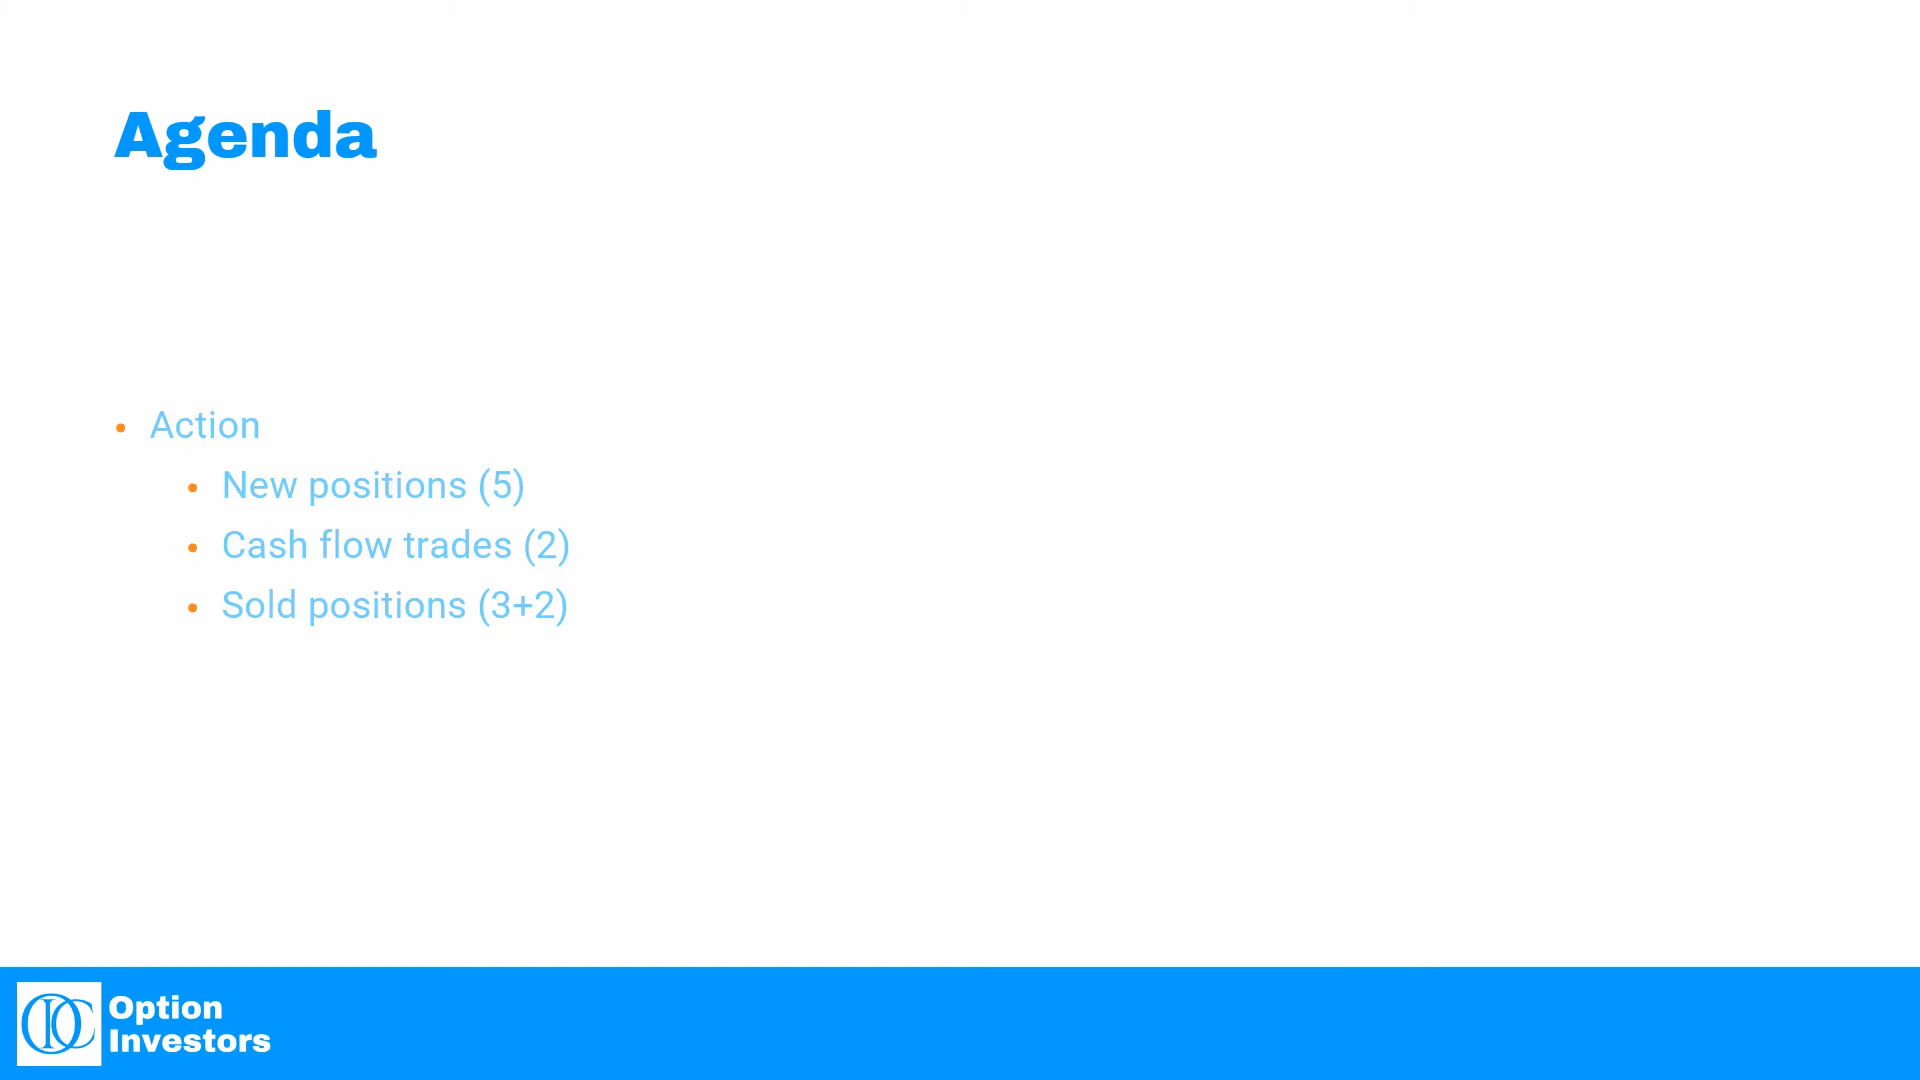 Agenda
• Action
• New positions (5)
• Cash flow trades (2)
• Sold positions (3+2)
Option
Investors